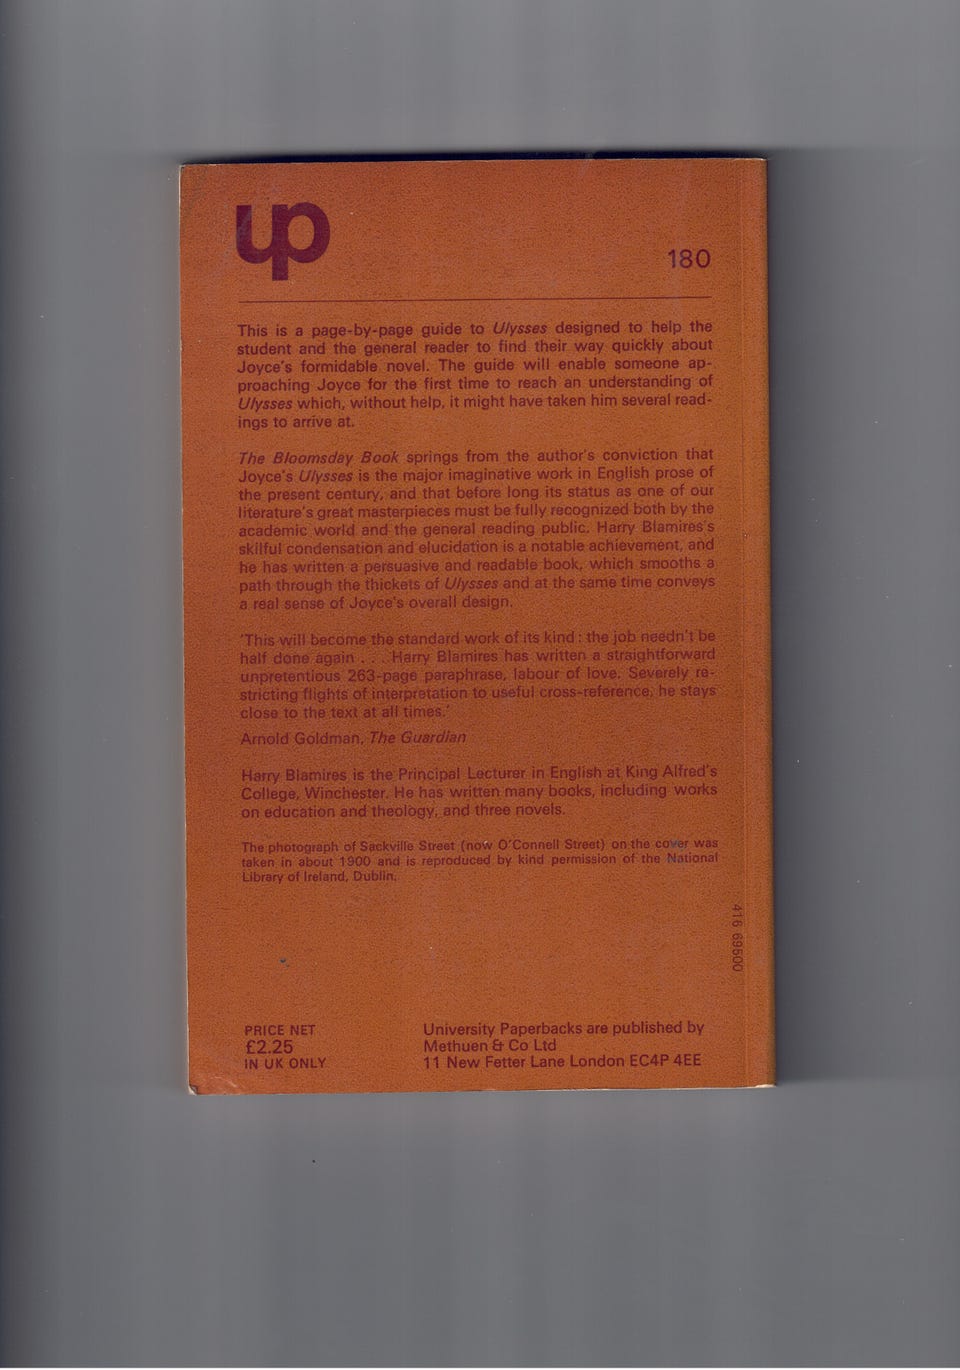 up
180
This is a page-by-page guide to Ulysses designed to help the
student and the general reader to find their way quickly about
Joyce's formidable novel. The guide will enable someone ap-
proaching Joyce for the first time to reach an understanding of
Ulysses which, without help, it might have taken him several read-
ings to arrive at.
The Bloomsday Book springs from the author's conviction that
Joyce's Ulysses is the major imaginative work in English prose of
the present century, and that before long its status as one of our
literature's great masterpieces must be fully recognized both by the
academic world and the general reading public. Harry Blamires's
skilful condensation and elucidation is a notable achievement, and
he has written a persuasive and readable book, which smooths a
path through the thickets of Ulysses and at the same time conveys
a real sense of Joyce's overall design.
'This will become the standard work of its kind: the job needn't be
half done again . . . Harry Blamires has written a straightforward
unpretentious 263-page paraphrase, labour of love. Severely re-
stricting flights of interpretation to useful cross-reference, he stays
close to the text at all times.'
Arnold Goldman, The Guardian
Harry Blamires is the Principal Lecturer in English at King Alfred's
College, Winchester. He has written many books, including works
on education and theology, and three novels.
The photograph of Sackville Street (now O'Connell Street) on the cover was
taken in about 1900 and is reproduced by kind permission of the National
Library of Ireland, Dublin.
416 69500
PRICE NET
£2.25
IN UK ONLY
University Paperbacks are published by
Methuen & Co Ltd
11 New Fetter Lane London EC4P 4EE